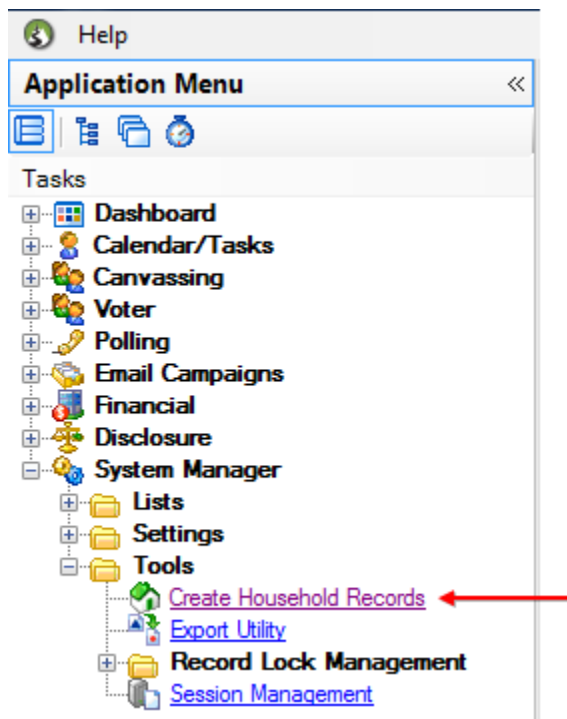 Help
Application Menu
Tasks
Dashboard
Calendar/Tasks
Canvassing
Voter
Polling
Email Campaigns
Financial
Disclosure
System Manager
Lists
Settings
Tools
Create Household Records
Export Utility
Record Lock Management
Session Management